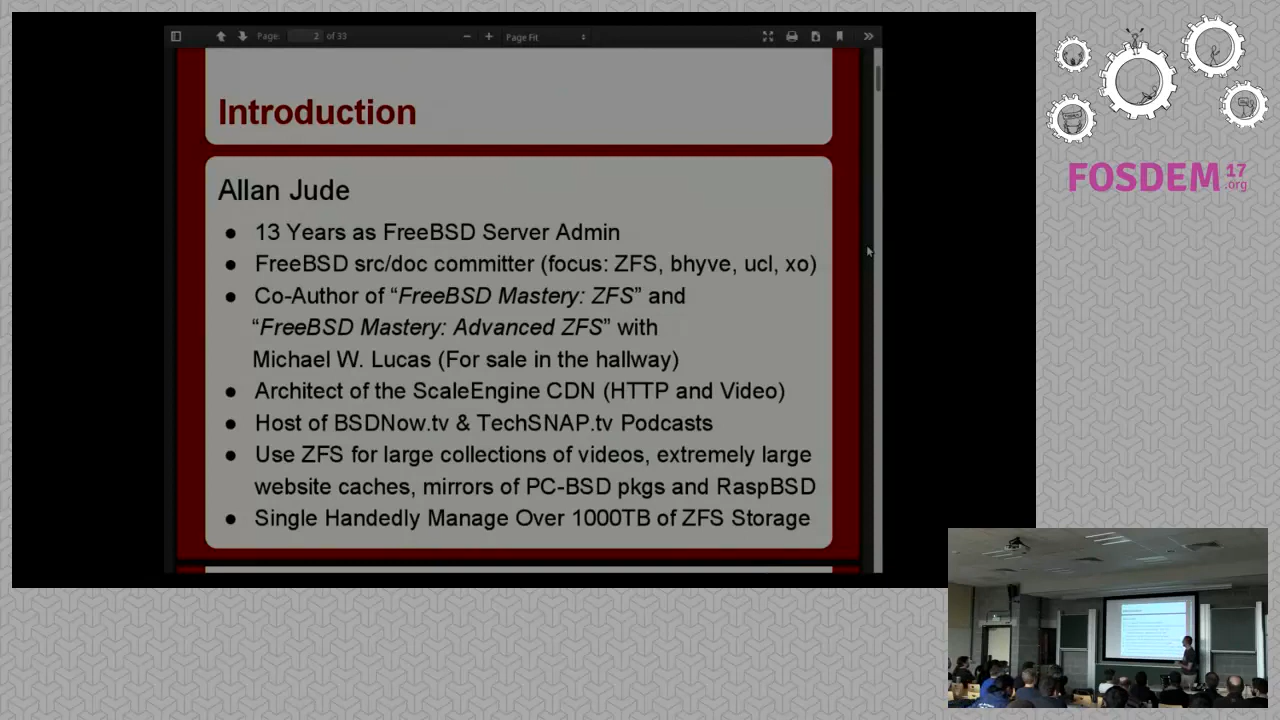 Page: 2 of 33
Page Fit
Introduction
Allan Jude
● 13 Years as FreeBSD Server Admin
● FreeBSD src/doc committer (focus: ZFS, bhyve, ucl, xo)
● Co-Author of “FreeBSD Mastery: ZFS” and
“FreeBSD Mastery: Advanced ZFS” with
Michael W. Lucas (For sale in the hallway)
● Architect of the ScaleEngine CDN (HTTP and Video)
● Host of BSDNow.tv & TechSNAP.tv Podcasts
● Use ZFS for large collections of videos, extremely large
website caches, mirrors of PC-BSD pkgs and RaspBSD
● Single Handedly Manage Over 1000TB of ZFS Storage
FOSDEM 17
.org